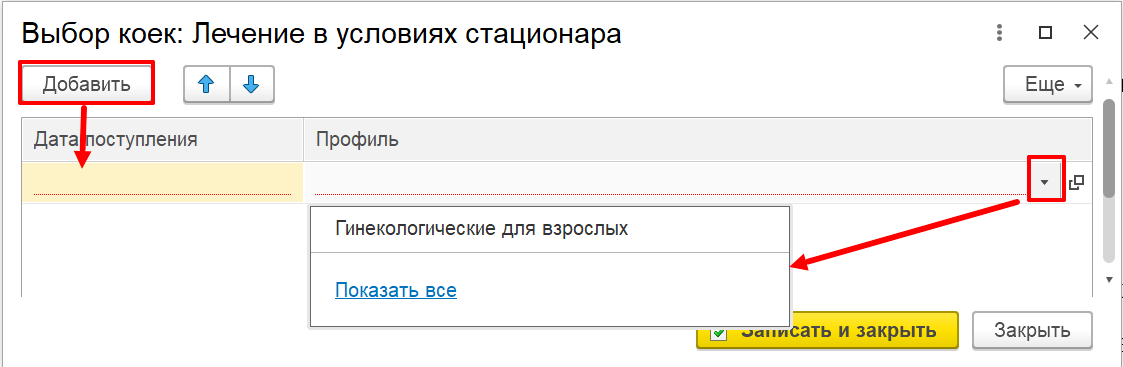 Выбор коек: Лечение в условиях стационара
Добавить
Еще
Дата поступления
Профиль
Гинекологические для взрослых
Показать все
Записать и закрыть
Закрыть